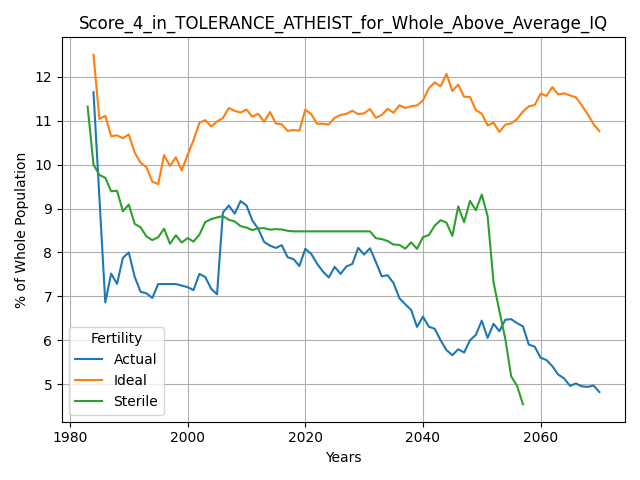 Score_4_in_TOLERANCE_ATHEIST_for_Whole_Above_Average_IQ
% of Whole Population
12
11
10
9
8
7
6
5
Fertility
Actual
Ideal
Sterile
1980 2000 2020 2040 2060
Years